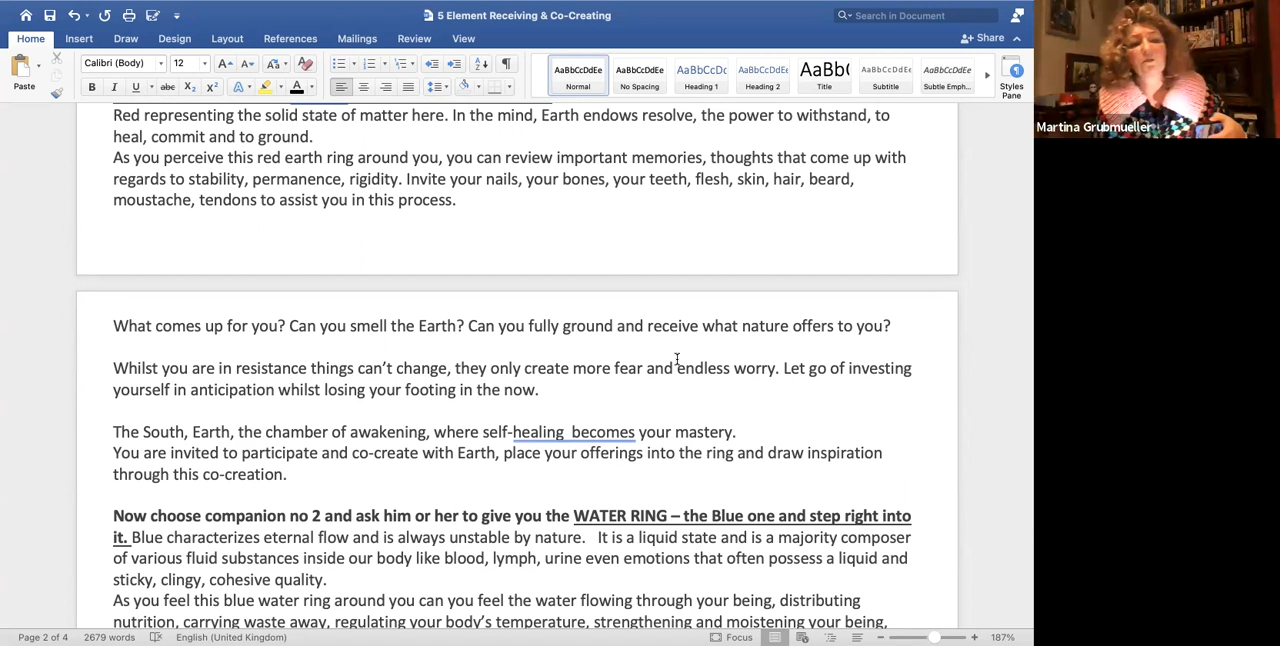 5 Element Receiving & Co-Creating
Search in Document
Home Insert Draw Design Layout References Mailings Review View
Share
Paste
Calibri (Body) 12
AaBbCcDdEe AaBbCcDdEe AaBbCcDc AaBbCcDdEe AaBb( AaBbCcDdEe AaBbCcDdEe
Normal No Spacing Heading 1 Heading 2 Title Subtitle Subtle Emph...
Styles
Pane
Red representing the solid state of matter here. In the mind, Earth endows resolve, the power to withstand, to
heal, commit and to ground.
As you perceive this red earth ring around you, you can review important memories, thoughts that come up with
regards to stability, permanence, rigidity. Invite your nails, your bones, your teeth, flesh, skin, hair, beard,
moustache, tendons to assist you in this process.
What comes up for you? Can you smell the Earth? Can you fully ground and receive what nature offers to you?
Whilst you are in resistance things can’t change, they only create more fear and endless worry. Let go of investing
yourself in anticipation whilst losing your footing in the now.
The South, Earth, the chamber of awakening, where self-healing becomes your mastery.
You are invited to participate and co-create with Earth, place your offerings into the ring and draw inspiration
through this co-creation.
Now choose companion no 2 and ask him or her to give you the WATER RING – the Blue one and step right into
it. Blue characterizes eternal flow and is always unstable by nature. It is a liquid state and is a majority composer
of various fluid substances inside our body like blood, lymph, urine even emotions that often possess a liquid and
sticky, clingy, cohesive quality.
As you feel this blue water ring around you can you feel the water flowing through your being, distributing
nutrition, carrying waste away, regulating your body’s temperature, strengthening and moistening your being,
Page 2 of 4 2679 words English (United Kingdom) Focus 187%
Martina Grubmueller